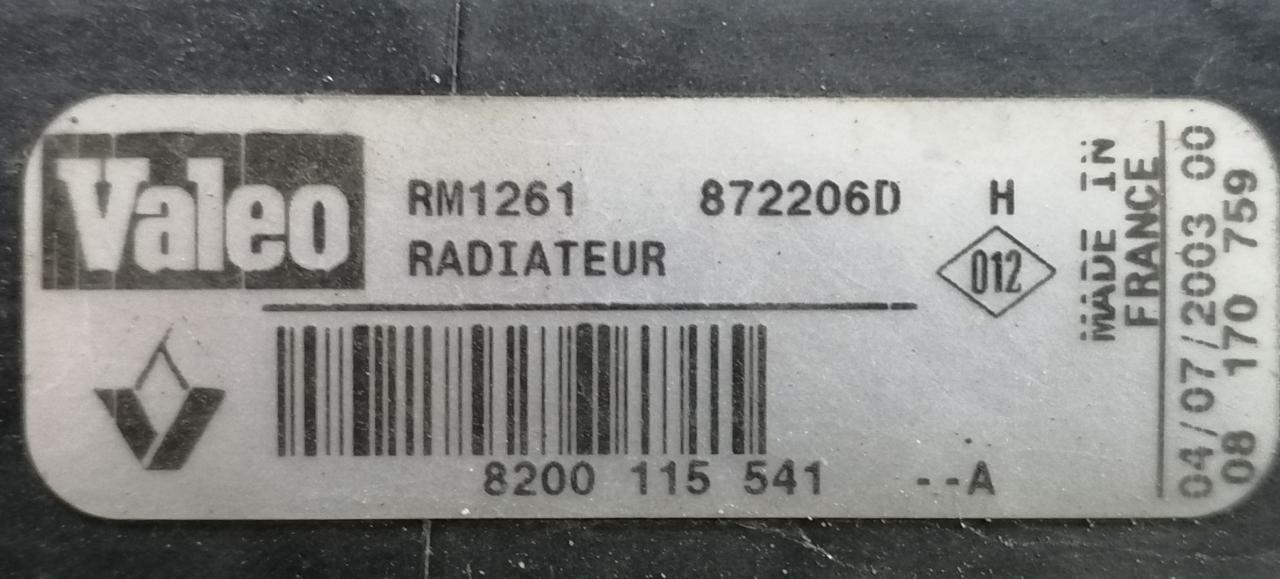 Valeo
RM1261 872206D H
RADIATEUR
012
8200 115 541 --A
MADE IN
FRANCE
04/07/2003 00
08 170 759